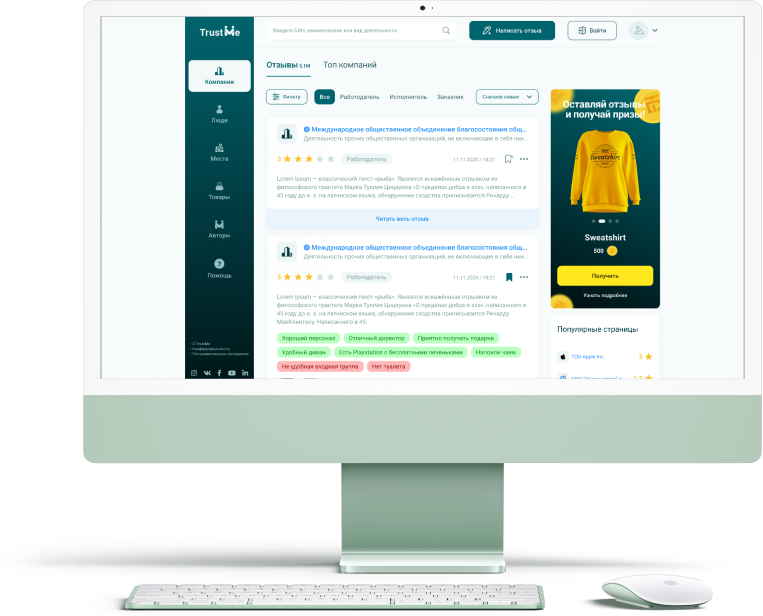 TrustMe
Введите БИН, наименование или вид деятельности
Написать отзыв
Войти
Компании
Люди
Места
Товары
Авторы
Помощь
© TrustMe
Конфиденциальность
Пользовательское соглашение
Отзывы 5,1М
Топ компаний
Фильтр
Все
Работодатель
Исполнитель
Заказчик
Сначала новые
Международное общественное объединение благосостояния общ...
Деятельность прочих общественных организаций, не включенные в себя ник...
3
Работодатель
11.11.2020 / 18:21
Lorem Ipsum — классический текст-«рыба». Является искажённым отрывком из
философского трактата Марка Туллия Цицерона «О пределах добра и зла», написанного в
45 году до н. э. на латинском языке, обнаружение сходства приписывается Ричарду ...
Читать весь отзыв
Международное общественное объединение благосостояния общ...
Деятельность прочих общественных организаций, не включенные в себя ник...
3
Работодатель
11.11.2020 / 18:21
Lorem Ipsum — классический текст-«рыба». Является искажённым отрывком из
философского трактата Марка Туллия Цицерона «О пределах добра и зла», написанного в
45 году до н. э. на латинском языке, обнаружение сходства приписывается Ричарду
МакКлинтоку. Написанного в 45.
Хороший персонал
Отличный директор
Приятно получать подарки
Удобный диван
Есть Playstation с бесплатными печеньками
Напоили чаем
Не удобная входная группа
Нет туалета
Оставляй отзывы
и получай призы!
Sweatshirt
Sweatshirt
500
Получить
Узнать подробнее
Популярные страницы
ТОО Apple Inc.
3